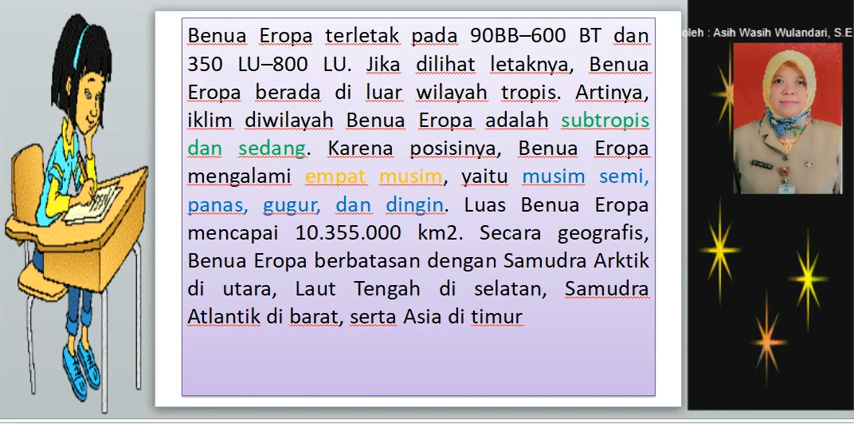 oleh : Asih Wasih Wulandari, S.E
Benua Eropa terletak pada 90BB–600 BT dan
350 LU–800 LU. Jika dilihat letaknya, Benua
Eropa berada di luar wilayah tropis. Artinya,
iklim diwilayah Benua Eropa adalah subtropis
dan sedang. Karena posisinya, Benua Eropa
mengalami empat musim, yaitu musim semi,
panas, gugur, dan dingin. Luas Benua Eropa
mencapai 10.355.000 km2. Secara geografis,
Benua Eropa berbatasan dengan Samudra Arktik
di utara, Laut Tengah di selatan, Samudra
Atlantik di barat, serta Asia di timur